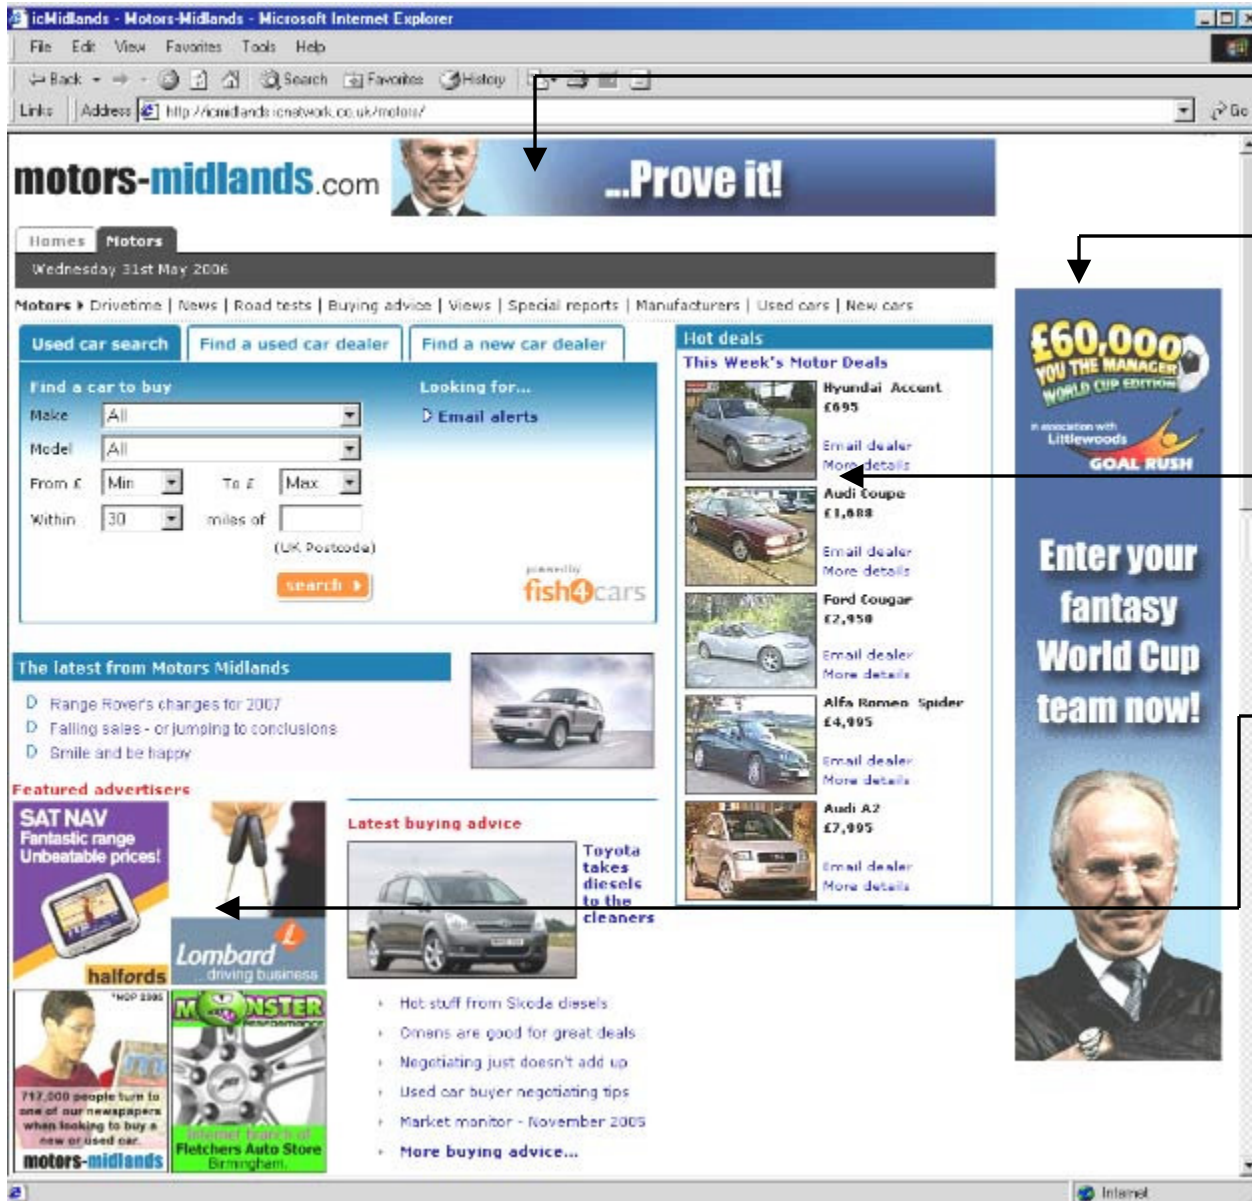 icMidlands - Motors-Midlands - Microsoft Internet Explorer
File Edit View Favorites Tools Help
Back Search Favorites History
Links Address http://icmidlands.icnetwork.co.uk/motors/ Go
motors-midlands.com
...Prove it!
Homes Motors
Wednesday 31st May 2006
Motors Drivetime | News | Road tests | Buying advice | Views | Special reports | Manufacturers | Used cars | New cars
Used car search Find a used car dealer Find a new car dealer
Find a car to buy
Looking for...
Make All
Email alerts
Model All
From £ Min To £ Max
Within 30 miles of
(UK Postcode)
search
powered by
fish4cars
Hot deals
This Week's Motor Deals
Hyundai Accent
£695
Email dealer
More details
Audi Coupe
£1,688
Email dealer
More details
Ford Cougar
£2,950
Email dealer
More details
Alfa Romeo Spider
£4,995
Email dealer
More details
Audi A2
£7,995
Email dealer
More details
£60,000
YOU THE MANAGER
WORLD CUP EDITION
in association with
Littlewoods
GOAL RUSH
Enter your
fantasy
World Cup
team now!
The latest from Motors Midlands
Range Rover's changes for 2007
Falling sales - or jumping to conclusions
Smile and be happy
Featured advertisers
SAT NAV
Fantastic range
Unbeatable prices!
halfords
Lombard
driving business
*NOP 2005
717,000 people turn to
one of our newspapers
when looking to buy a
new or used car.
motors-midlands
MONSTER
PERFORMANCE
Internet branch of
Fletchers Auto Store
Birmingham.
Latest buying advice
Toyota
takes
diesels
to the
cleaners
Hot stuff from Skoda diesels
Omens are good for great deals
Negotiating just doesn't add up
Used car buyer negotiating tips
Market monitor - November 2005
More buying advice...
Internet